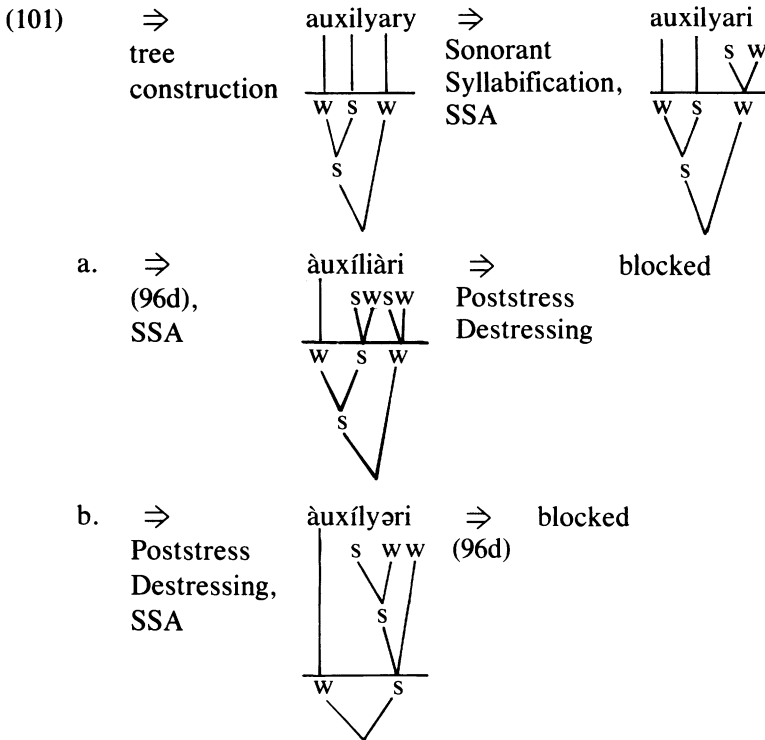 (101) ⇒ auxilyary ⇒ auxilyari
tree Sonorant s w
construction Syllabification,
w s w SSA w s w
s s
a. ⇒ àuxíliàri ⇒ blocked
(96d), s w s w Poststress
SSA Destressing
w s w
s
b. ⇒ àuxílyəri ⇒ blocked
Poststress s w w (96d)
Destressing,
SSA s
w s